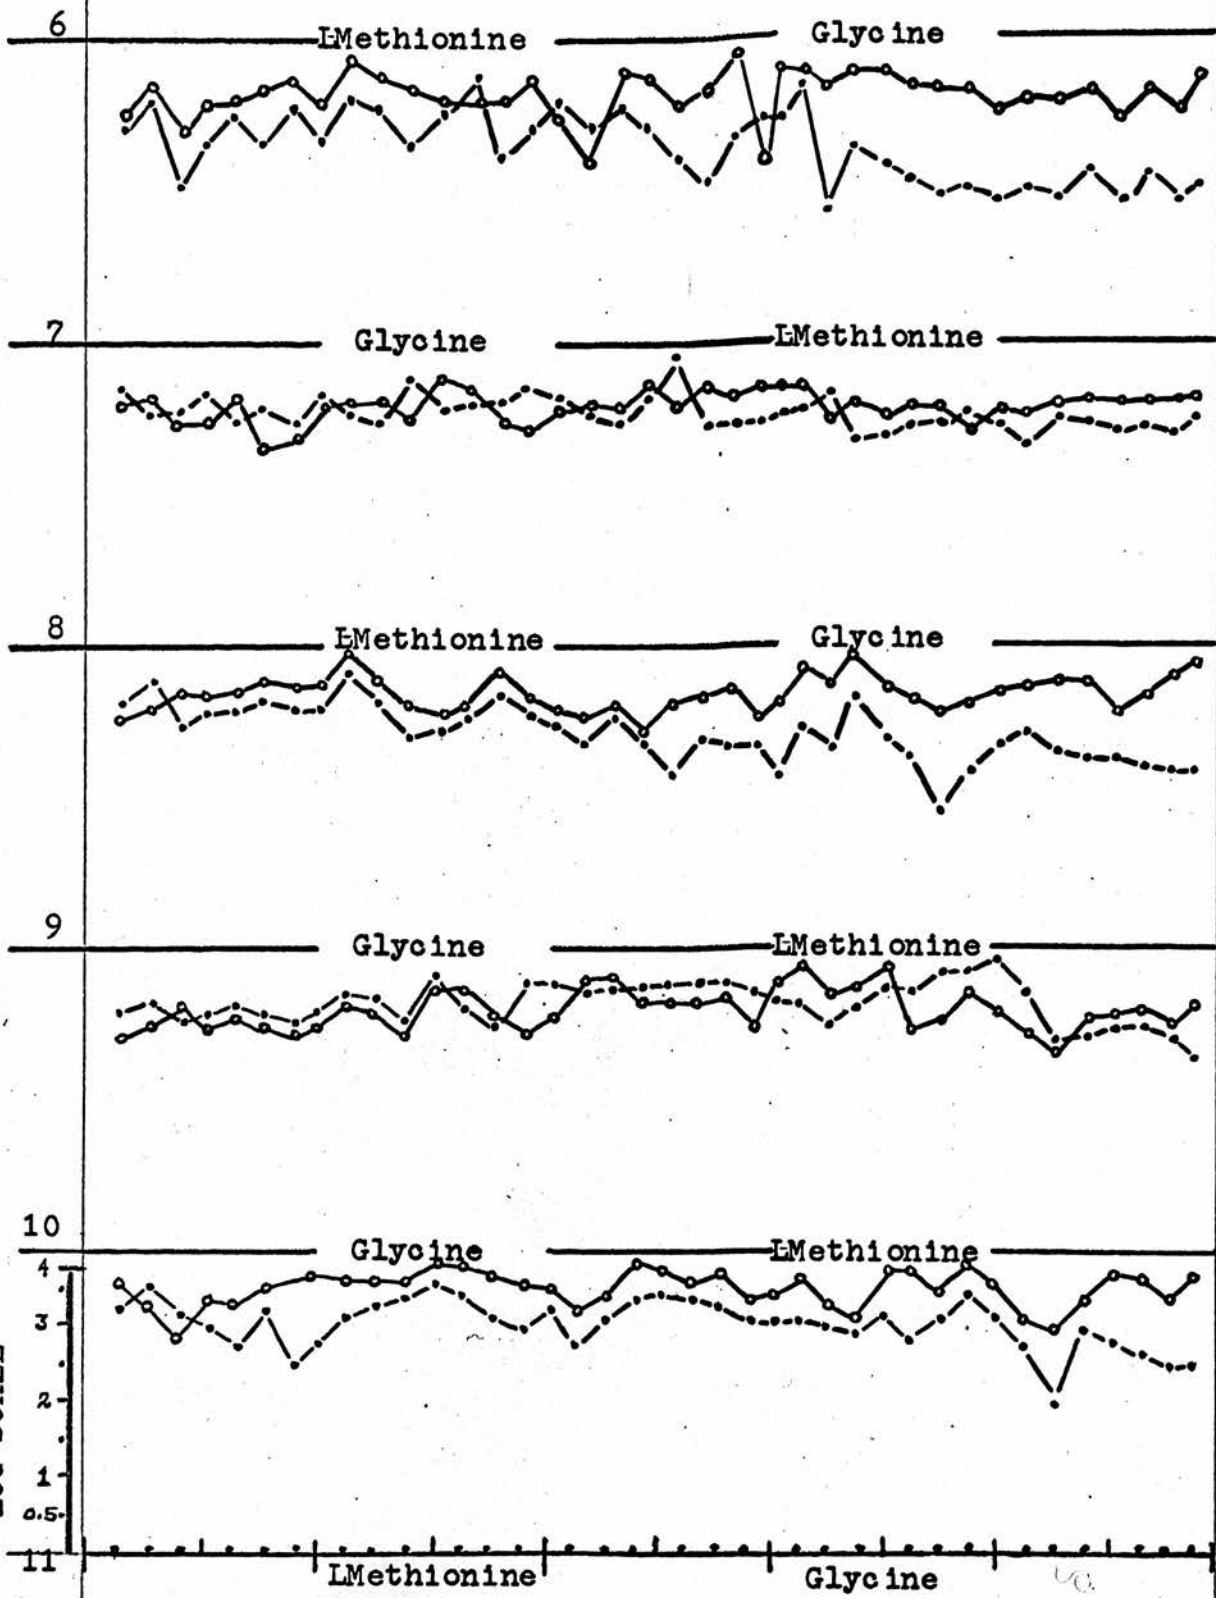 6 LMethionine Glycine
7 Glycine LMethionine
8 LMethionine Glycine
9 Glycine LMethionine
10 Glycine LMethionine
4
3
2
1
0.5
11 LMethionine Glycine